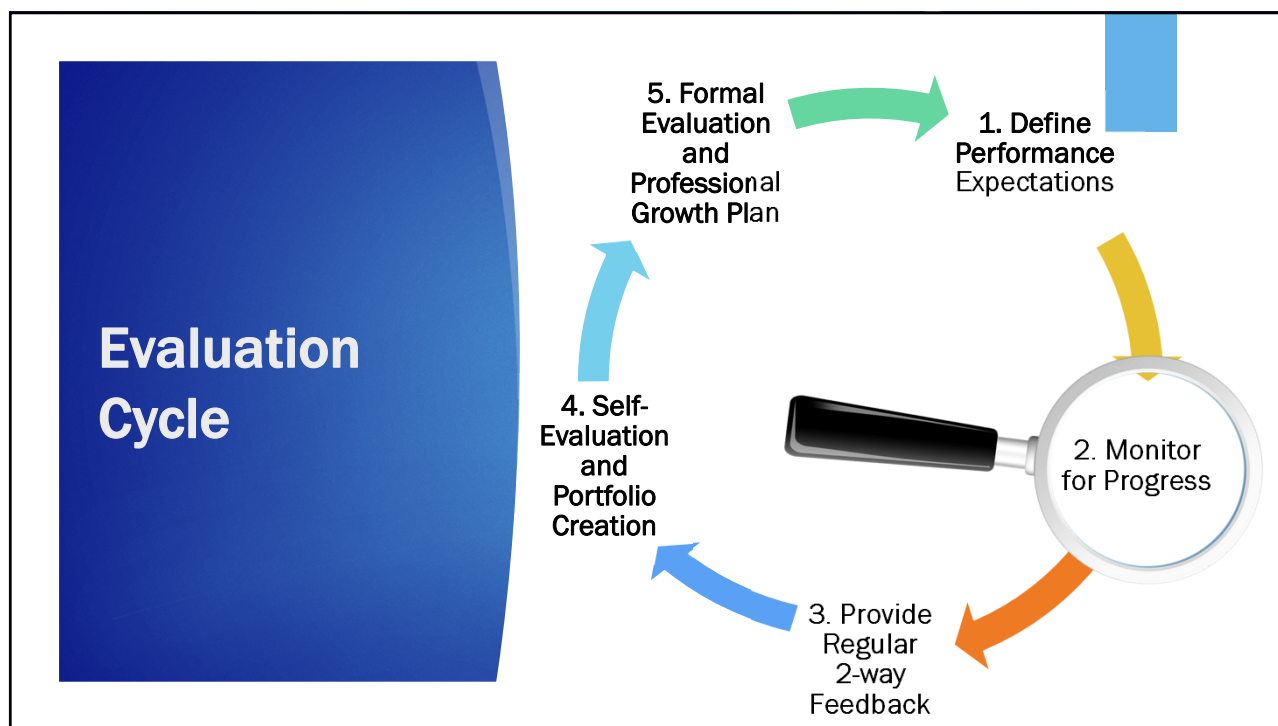 Evaluation
Cycle
1. Define
Performance
Expectations
2. Monitor
for Progress
3. Provide
Regular
2-way
Feedback
4. Self-
Evaluation
and
Portfolio
Creation
5. Formal
Evaluation
and
Professional
Growth Plan